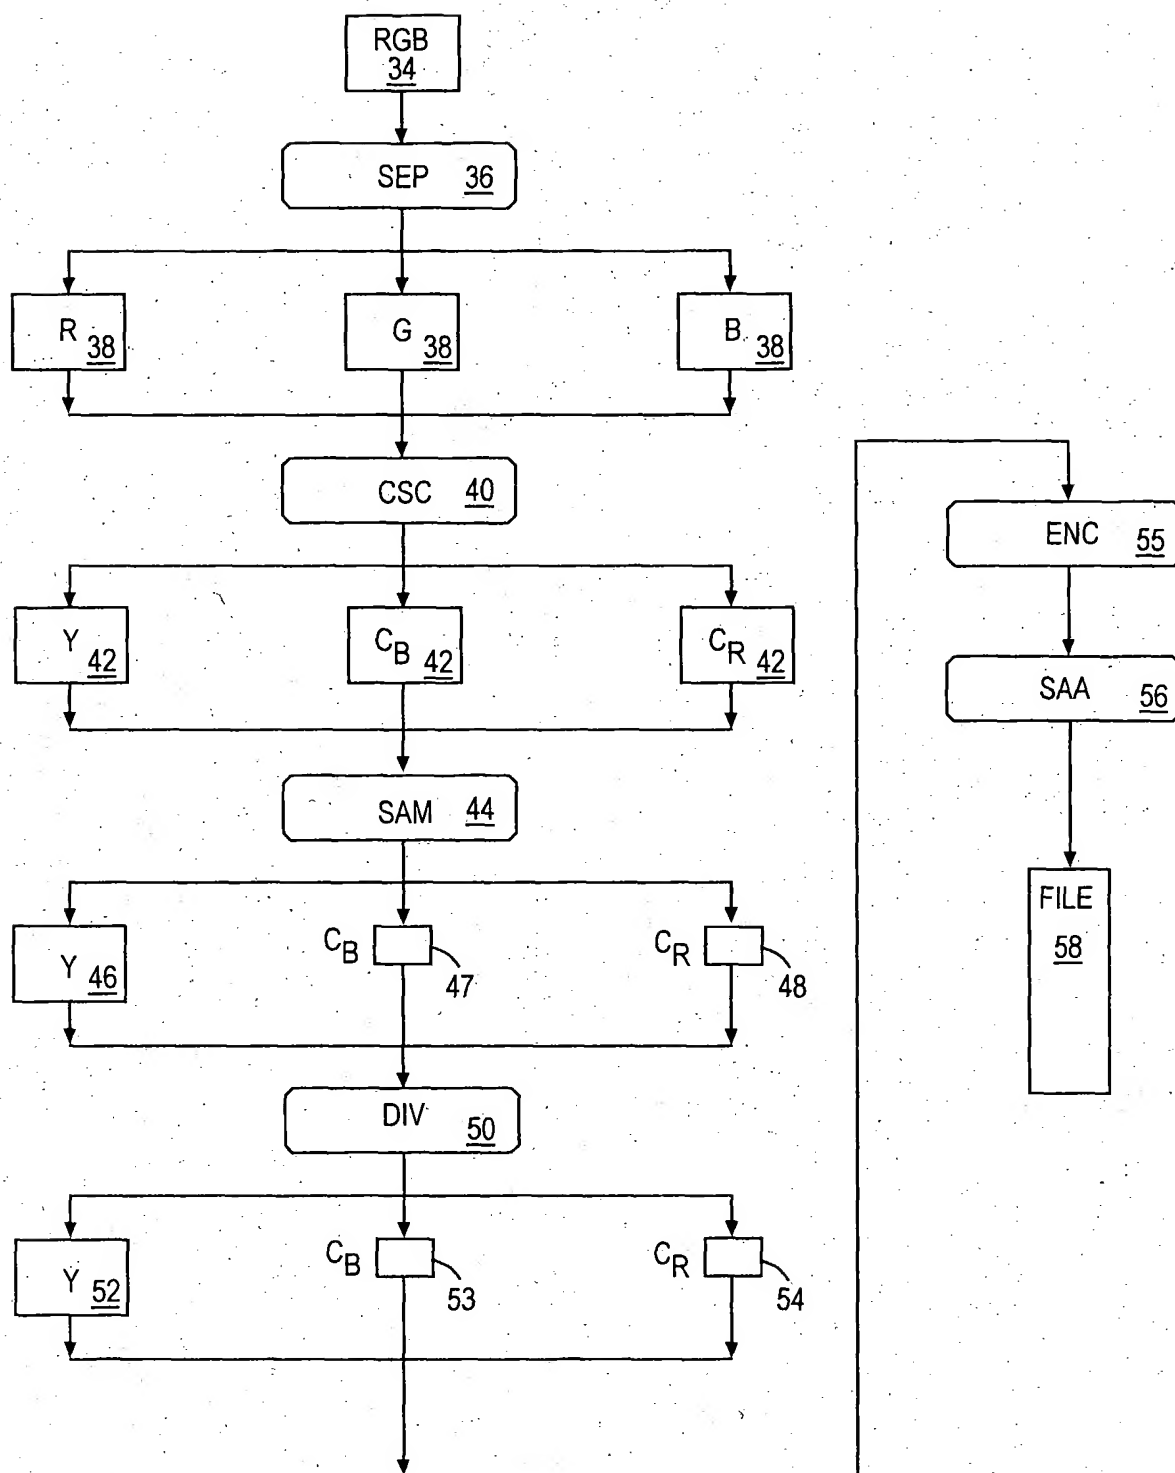 RGB
34
SEP 36
R 38
G 38
B 38
CSC 40
Y 42
CB 42
CR 42
SAM 44
Y 46
CB 47
CR 48
DIV 50
Y 52
CB 53
CR 54
ENC 55
SAA 56
FILE
58